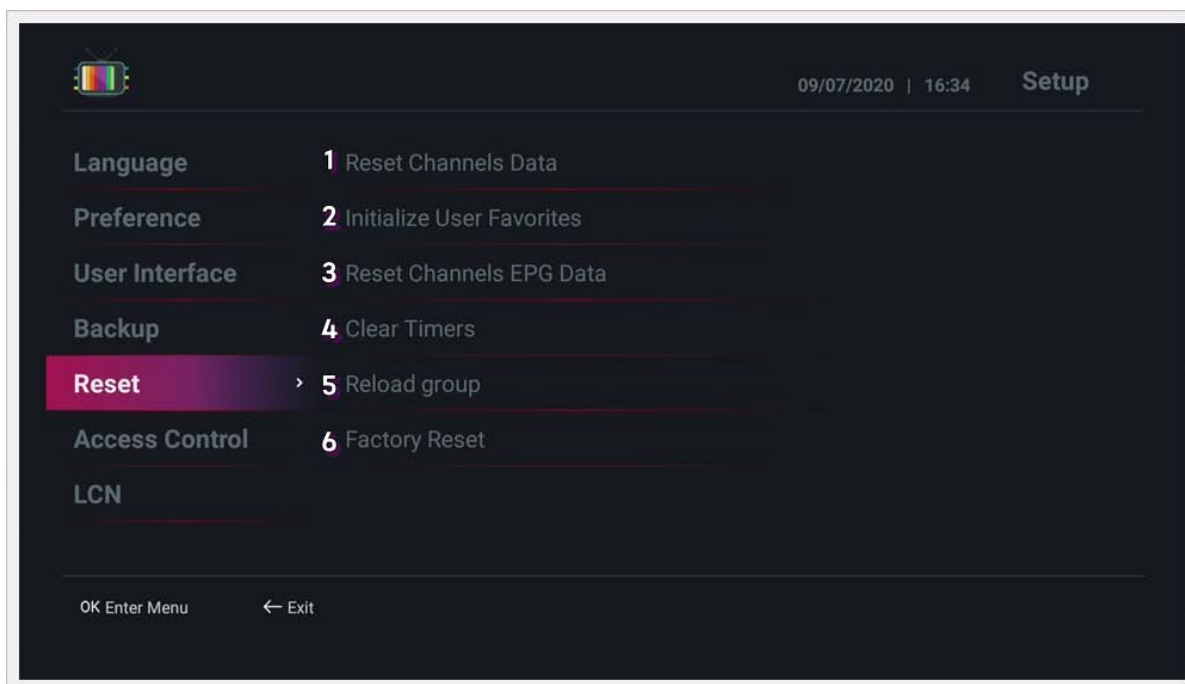 09/07/2020 | 16:34 Setup
Language
1 Reset Channels Data
Preference
2 Initialize User Favorites
User Interface
3 Reset Channels EPG Data
Backup
4 Clear Timers
Reset ›
5 Reload group
Access Control
6 Factory Reset
LCN
OK Enter Menu
← Exit